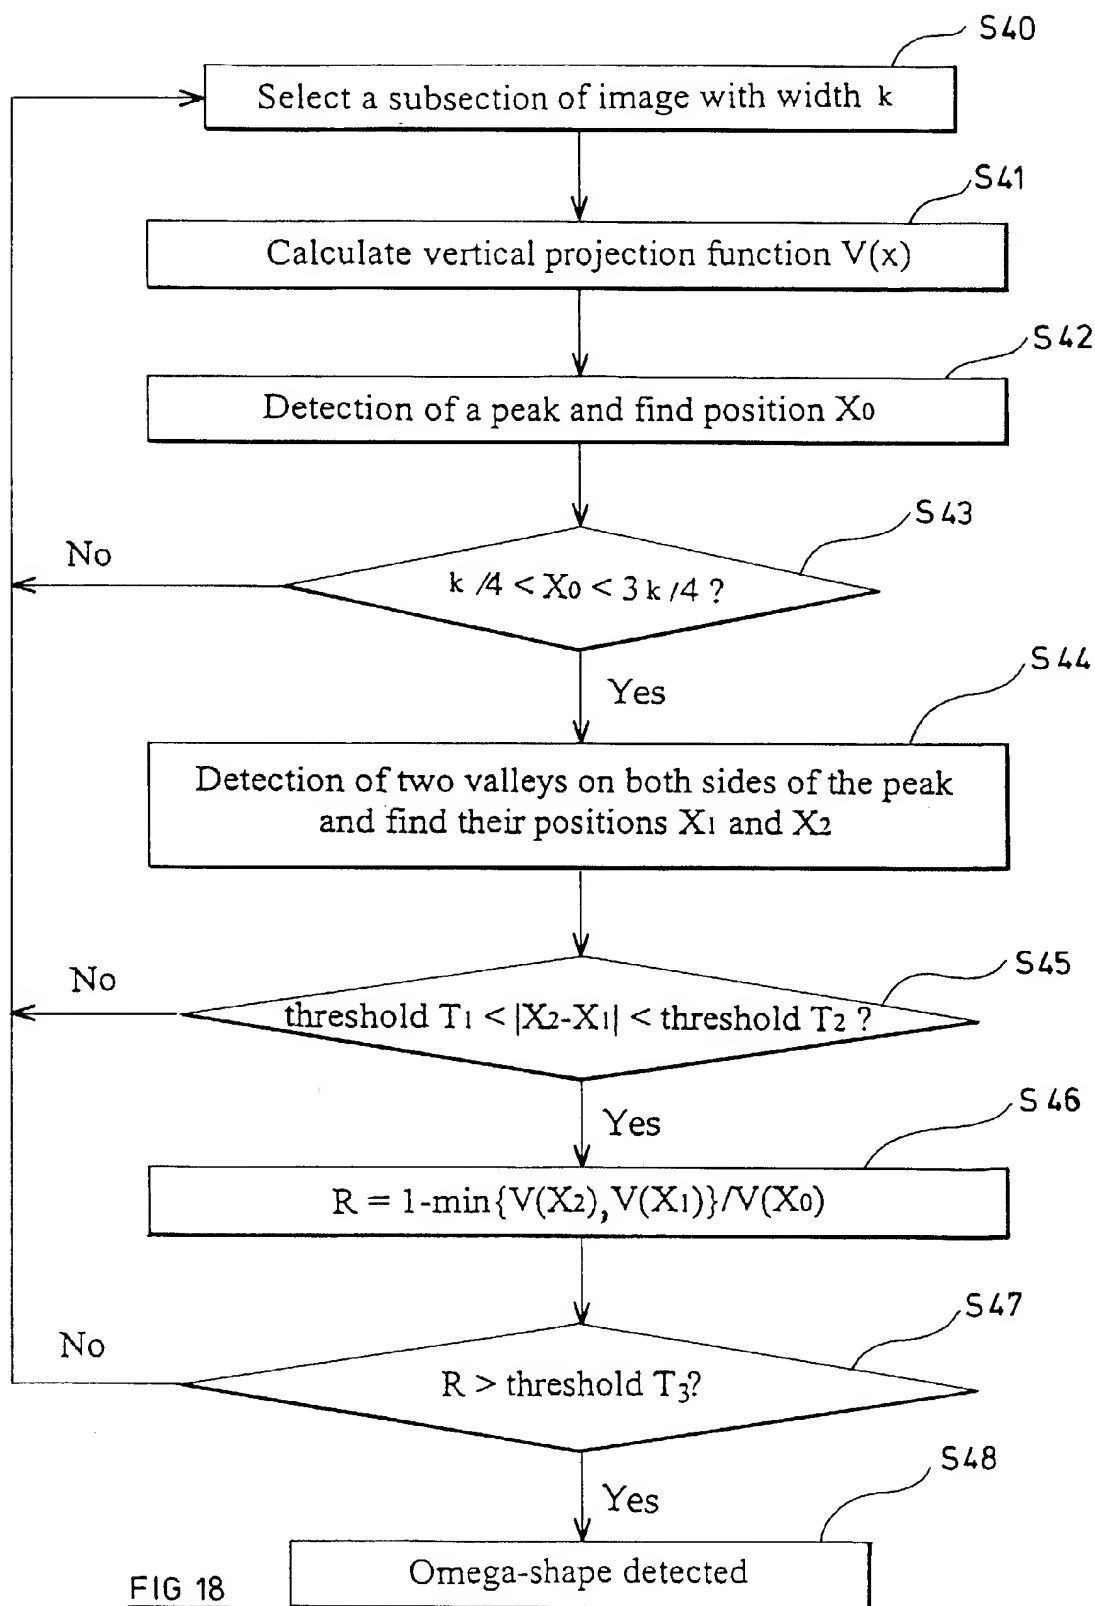 S40
Select a subsection of image with width k
S41
Calculate vertical projection function V(x)
S42
Detection of a peak and find position X0
S43
No
k/4 < X0 < 3k/4 ?
S44
Yes
Detection of two valleys on both sides of the peak
and find their positions X1 and X2
S45
No
threshold T1 < |X2-X1| < threshold T2 ?
S46
Yes
R = 1-min{V(X2),V(X1)}/V(X0)
S47
No
R > threshold T3?
S48
Yes
Omega-shape detected
FIG 18